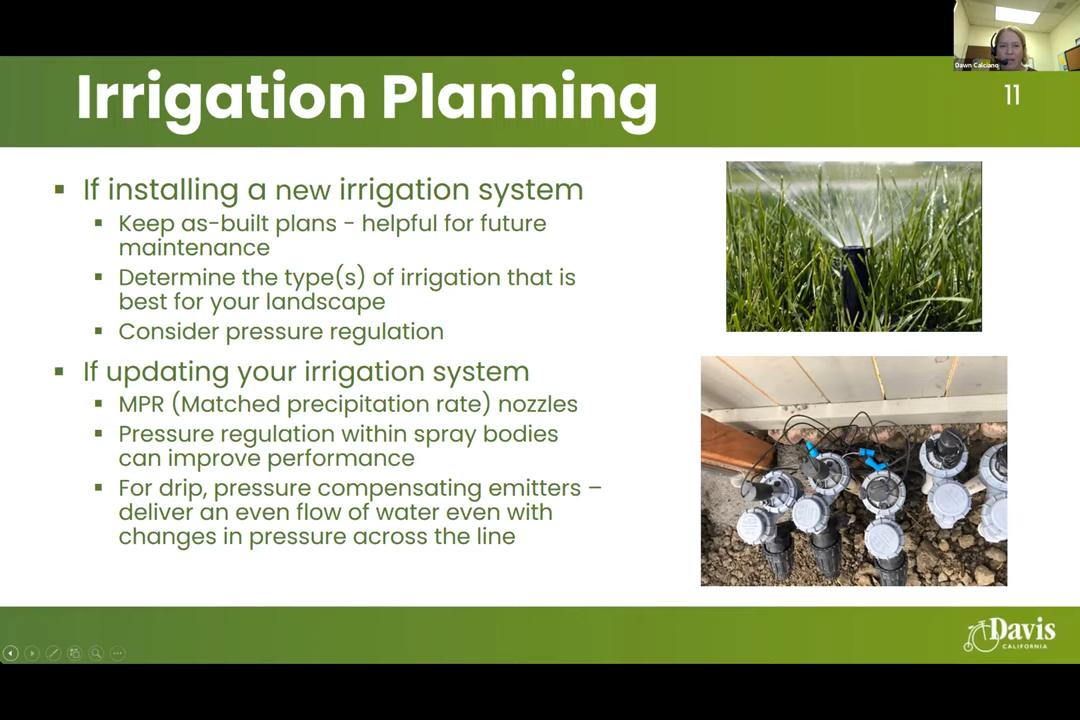 Dawn Calciano
Irrigation Planning
11
▪ If installing a new irrigation system
▪ Keep as-built plans - helpful for future
maintenance
▪ Determine the type(s) of irrigation that is
best for your landscape
▪ Consider pressure regulation
▪ If updating your irrigation system
▪ MPR (Matched precipitation rate) nozzles
▪ Pressure regulation within spray bodies
can improve performance
▪ For drip, pressure compensating emitters –
deliver an even flow of water even with
changes in pressure across the line
Davis
CALIFORNIA